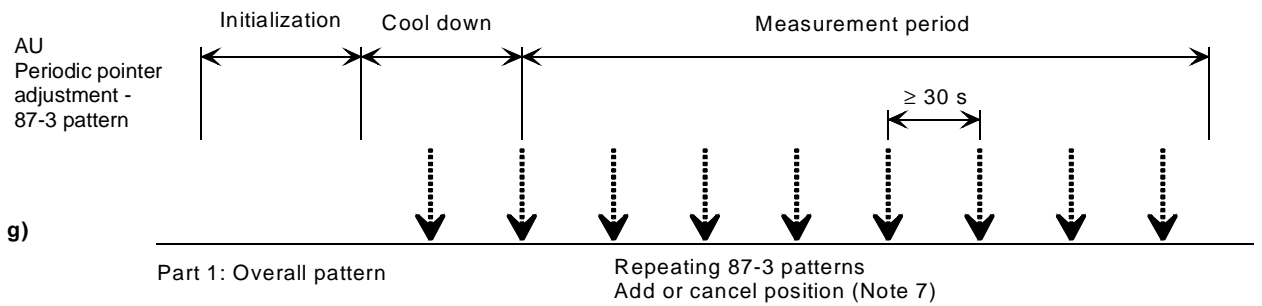 Initialization
Cool down
Measurement period
AU
Periodic pointer
adjustment -
87-3 pattern
≥ 30 s
g)
Part 1: Overall pattern
Repeating 87-3 patterns
Add or cancel position (Note 7)